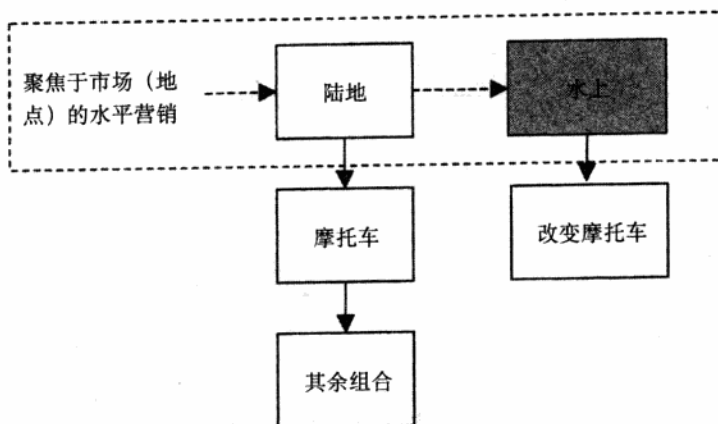 聚焦于市场（地
点）的水平营销
陆地
水上
摩托车
改变摩托车
其余组合